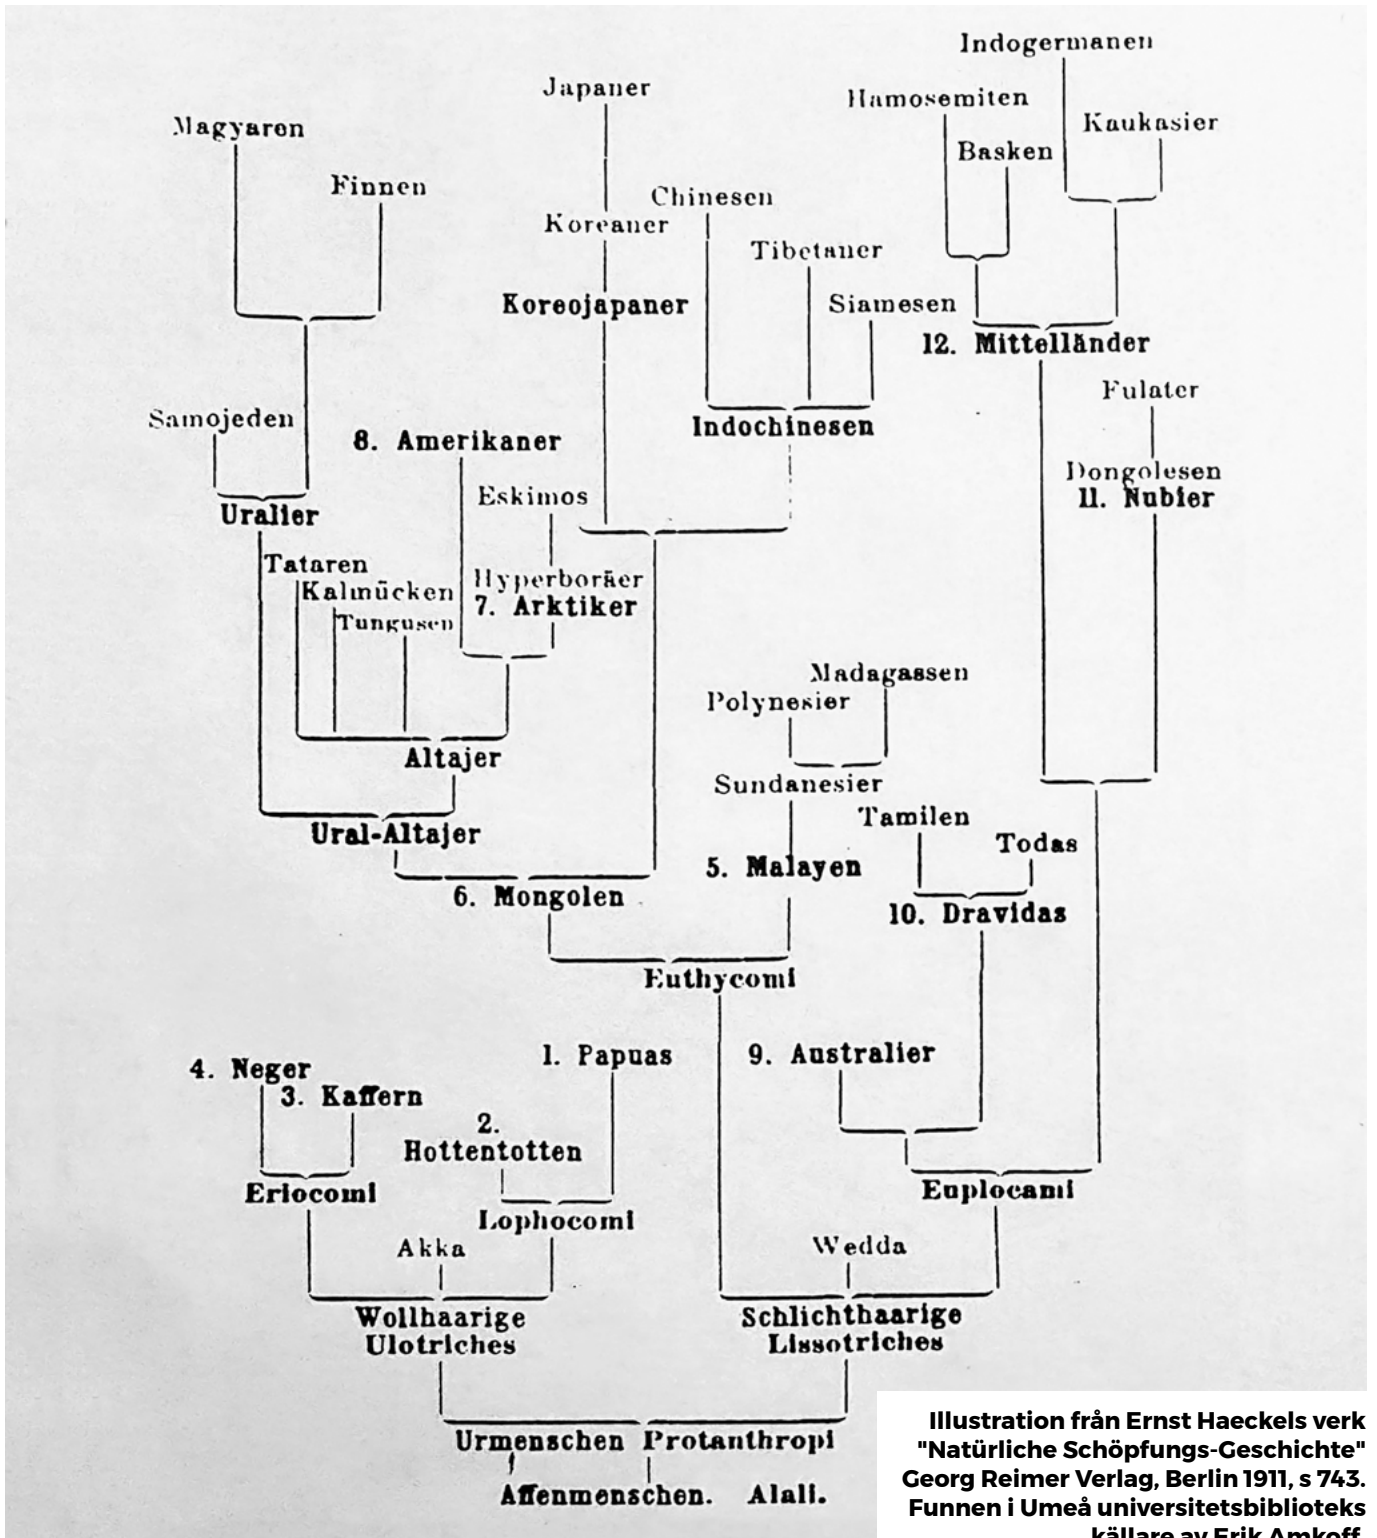 Indogermanen
Japaner
Hamosemiten
Kaukasier
Magyaren
Basken
Finnen
Chinesen
Koreaner
Tibetaner
Koreojapaner
Siamesen
12. Mittelländer
Fulater
Samojeden
Indochinesen
8. Amerikaner
Dongolesen
Eskimos
11. Nubier
Uralier
Tataren
Hyperboräer
Kalmücken
7. Arktiker
Tungusen
Madagassen
Polynesier
Altajer
Sundanesier
Tamilen
Ural-Altajer
Todas
5. Malayen
6. Mongolen
10. Dravidas
Euthycomi
1. Papuas
9. Australier
4. Neger
3. Kaffern
2.
Hottentotten
Eriocomi
Euplocami
Lophocomi
Akka
Wedda
Wollhaarige
Ulotriches
Schlichthaarige
Lissotriches
Urmenschen Protanthropi
Affenmenschen. Alali.
Illustration från Ernst Haeckels verk
"Natürliche Schöpfungs-Geschichte"
Georg Reimer Verlag, Berlin 1911, s 743.
Funnen i Umeå universitetsbiblioteks
källare av Erik Amkoff.